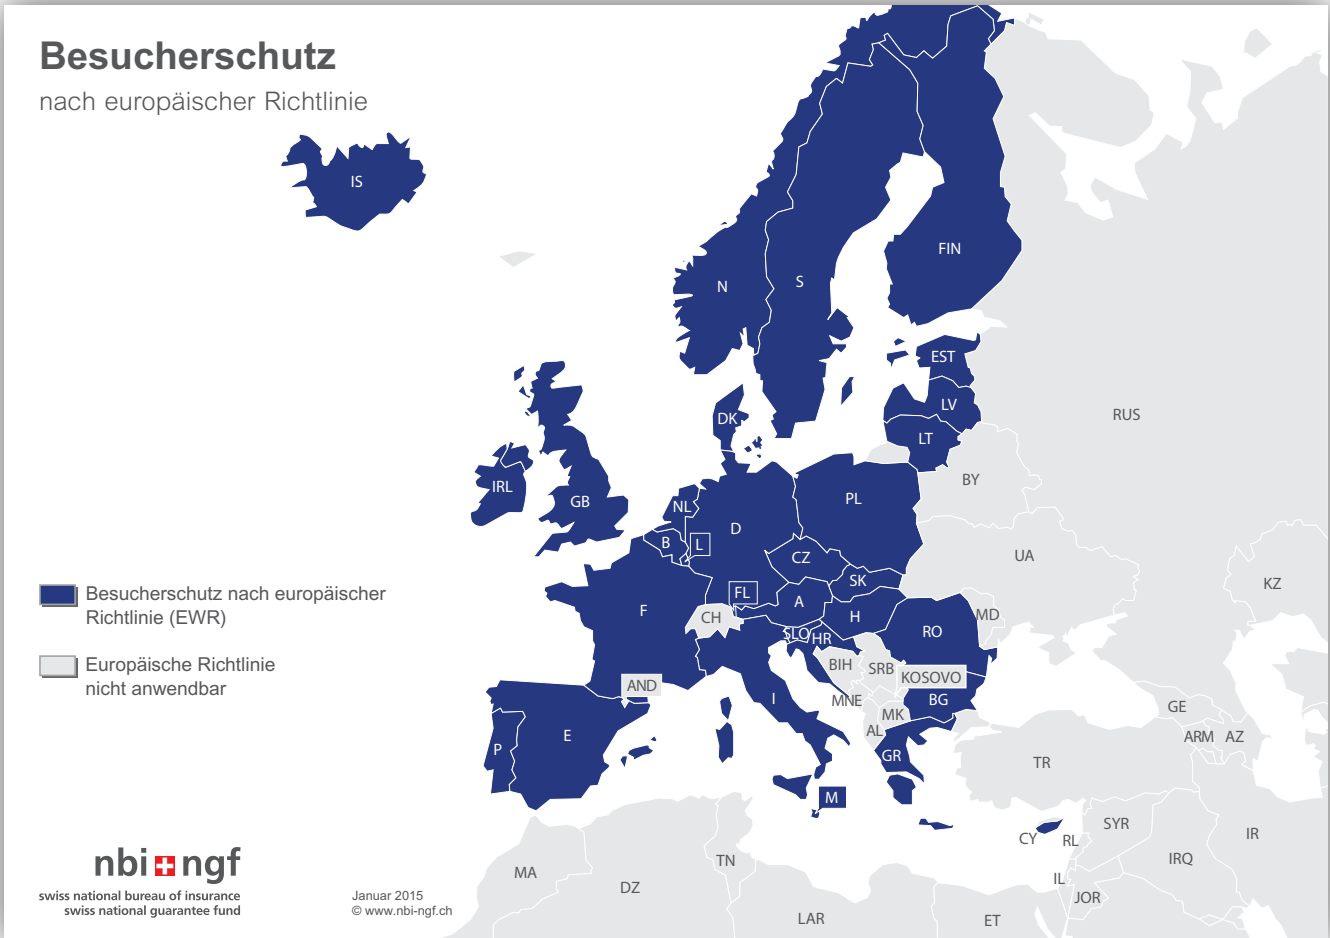 Besucherschutz
nach europäischer Richtlinie
IS
FIN
N
S
EST
LV
RUS
DK
LT
BY
IRL
GB
NL
PL
D
B
L
UA
CZ
SK
KZ
Besucherschutz nach europäischer
Richtlinie (EWR)
FL
A
F
CH
H
MD
SLO
HR
RO
Europäische Richtlinie
nicht anwendbar
BIH
SRB
KOSOVO
AND
I
MNE
BG
MK
GE
E
AL
ARM
AZ
P
GR
TR
M
CY
RL
SYR
IR
nbi ngf
TN
IRQ
MA
DZ
IL
JOR
swiss national bureau of insurance
swiss national guarantee fund
Januar 2015
© www.nbi-ngf.ch
LAR
ET